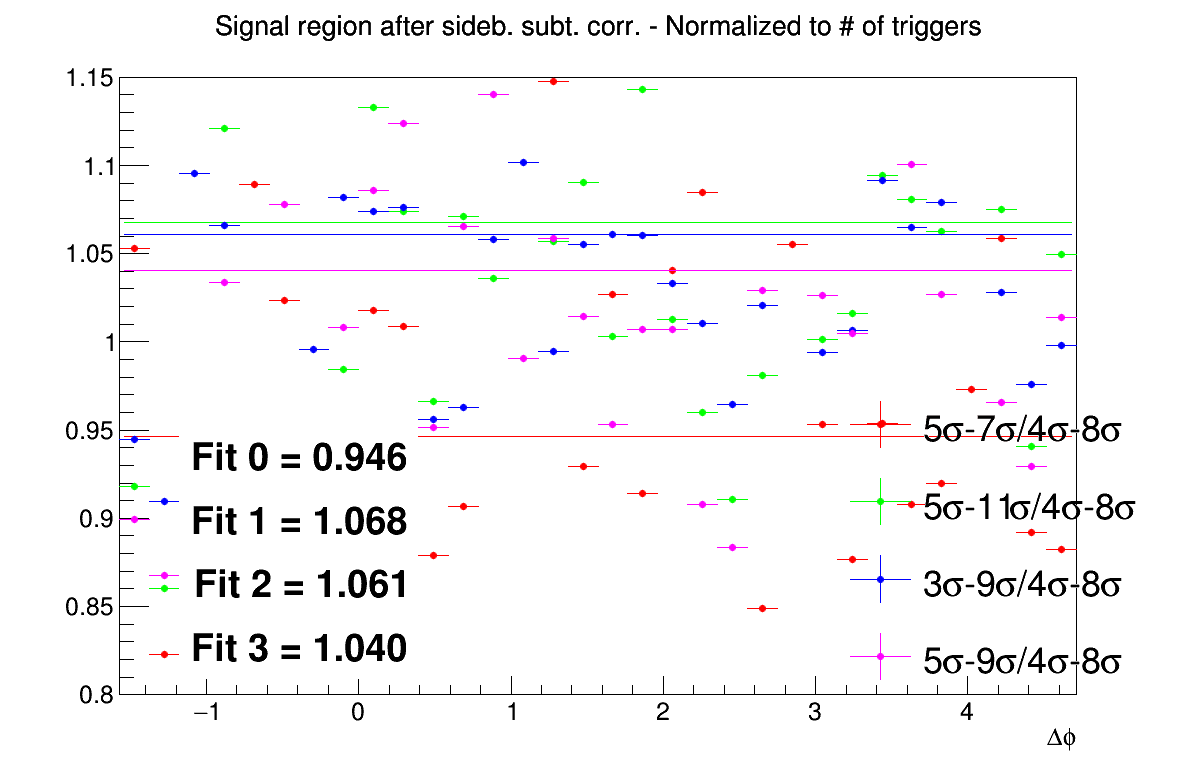 Signal region after sideb. subt. corr. - Normalized to # of triggers
1.15
1.1
1.05
1
0.95
0.9
0.85
0.8
Fit 0 = 0.946
Fit 1 = 1.068
Fit 2 = 1.061
Fit 3 = 1.040
5σ-7σ/4σ-8σ
5σ-11σ/4σ-8σ
3σ-9σ/4σ-8σ
5σ-9σ/4σ-8σ
−1 0 1 2 3 4
Δϕ